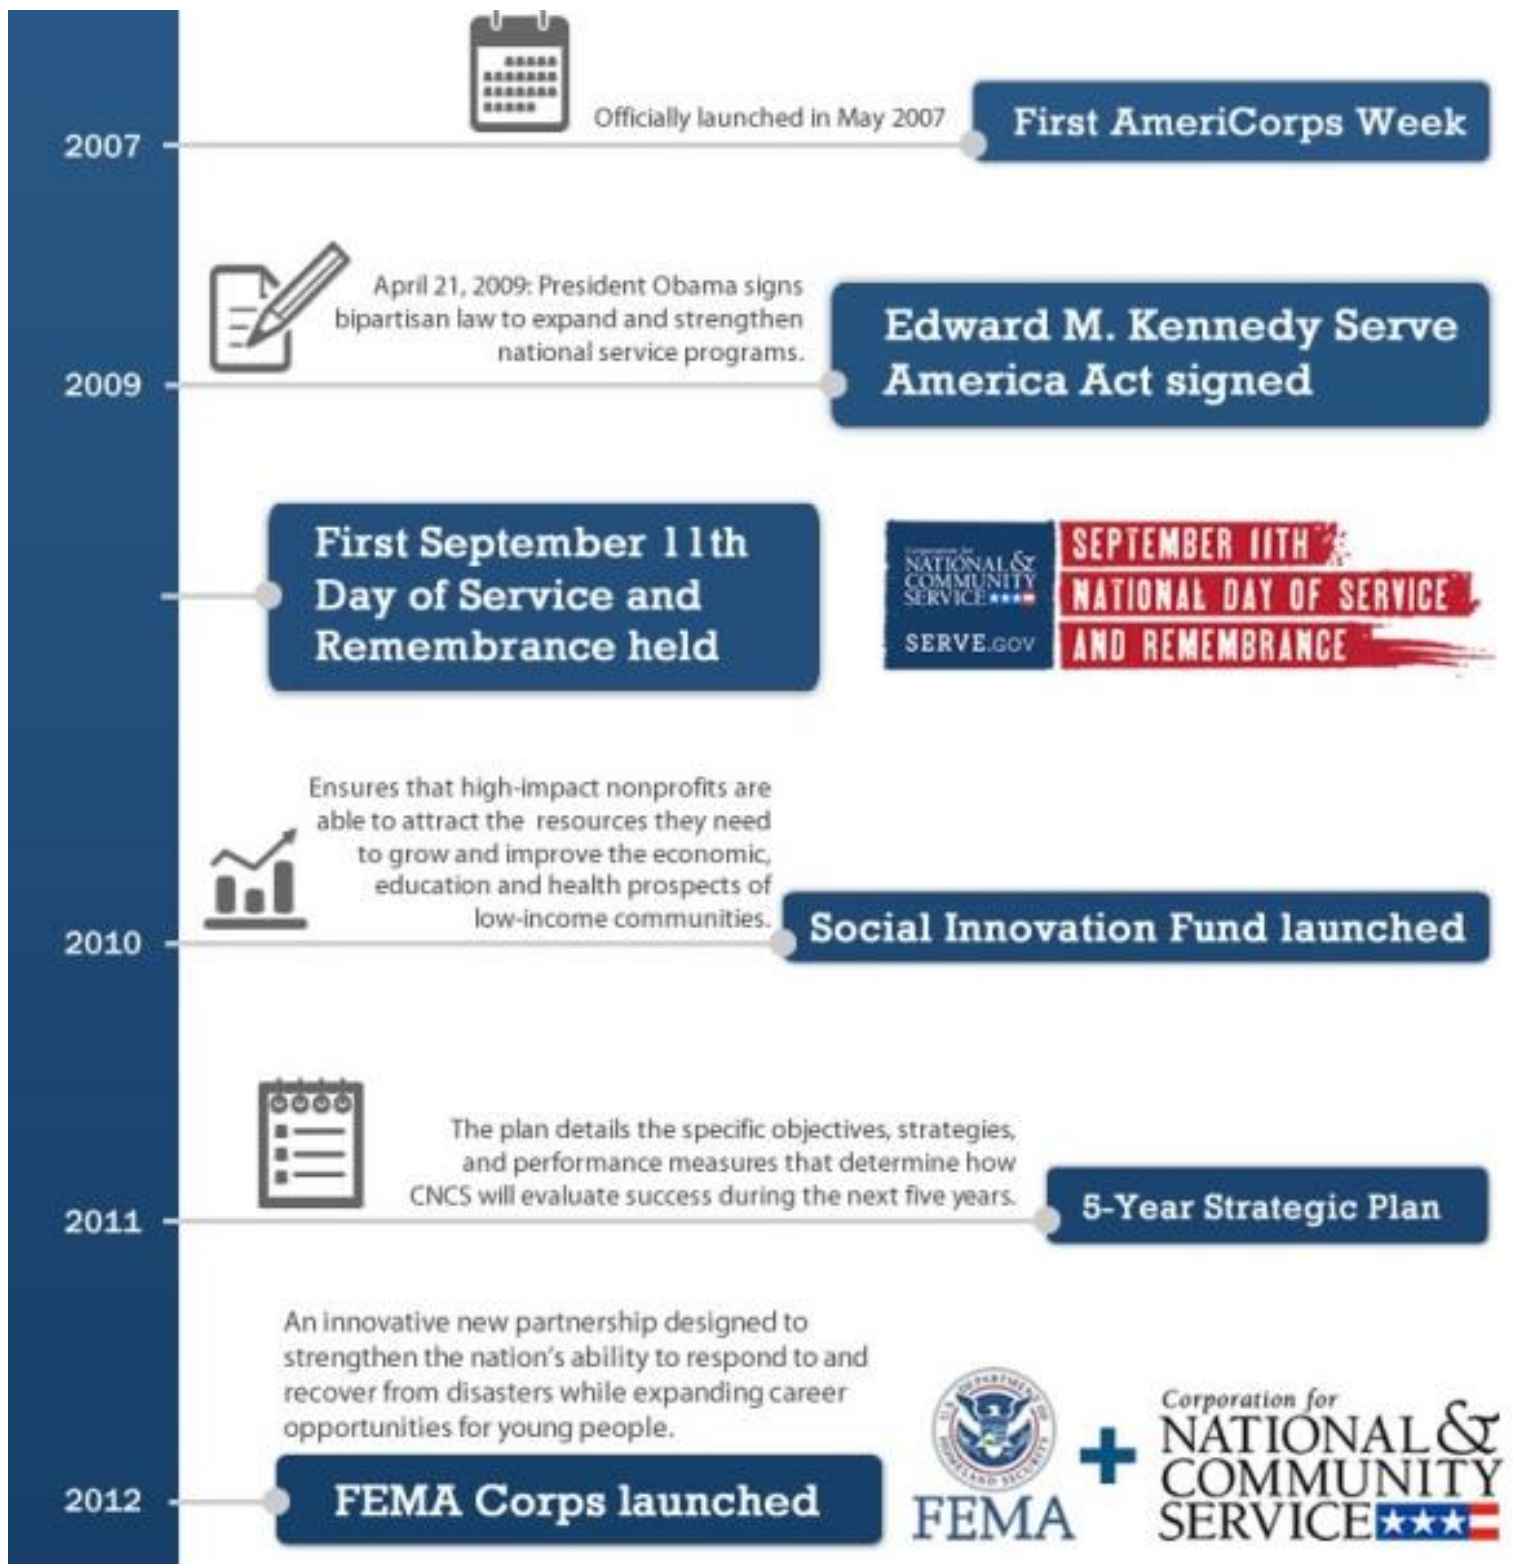 2007
Officially launched in May 2007
First AmeriCorps Week
2009
April 21, 2009: President Obama signs
bipartisan law to expand and strengthen
national service programs.
Edward M. Kennedy Serve
America Act signed
First September 11th
Day of Service and
Remembrance held
Corporation for
NATIONAL &
COMMUNITY
SERVICE
SERVE.GOV
SEPTEMBER 11TH
NATIONAL DAY OF SERVICE
AND REMEMBRANCE
2010
Ensures that high-impact nonprofits are
able to attract the resources they need
to grow and improve the economic,
education and health prospects of
low-income communities.
Social Innovation Fund launched
2011
The plan details the specific objectives, strategies,
and performance measures that determine how
CNCS will evaluate success during the next five years.
5-Year Strategic Plan
2012
An innovative new partnership designed to
strengthen the nation's ability to respond to and
recover from disasters while expanding career
opportunities for young people.
FEMA Corps launched
U.S. DEPARTMENT OF
HOMELAND SECURITY
FEMA
+
Corporation for
NATIONAL &
COMMUNITY
SERVICE